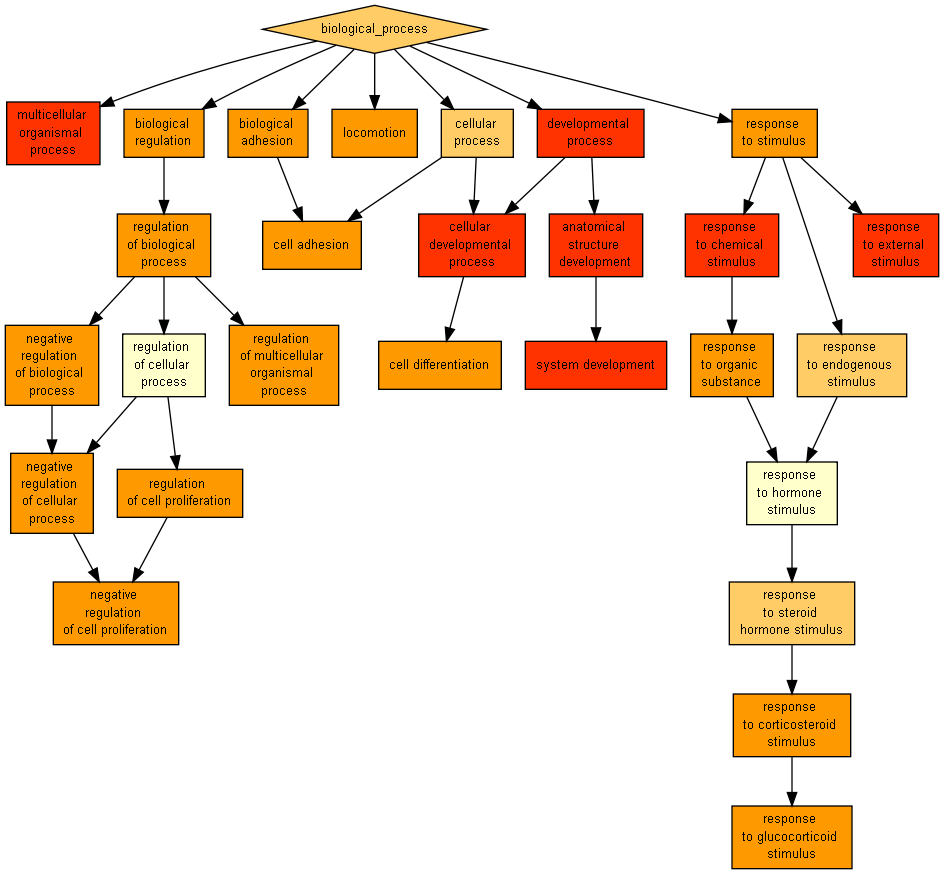 biological_process
multicellular
organismal
process
biological
regulation
biological
adhesion
locomotion
cellular
process
developmental
process
response
to stimulus
regulation
of biological
process
cell adhesion
cellular
developmental
process
anatomical
structure
development
response
to chemical
stimulus
response
to external
stimulus
negative
regulation
of biological
process
regulation
of cellular
process
regulation
of multicellular
organismal
process
cell differentiation
system development
response
to organic
substance
response
to endogenous
stimulus
negative
regulation
of cellular
process
regulation
of cell proliferation
response
to hormone
stimulus
negative
regulation
of cell proliferation
response
to steroid
hormone stimulus
response
to corticosteroid
stimulus
response
to glucocorticoid
stimulus